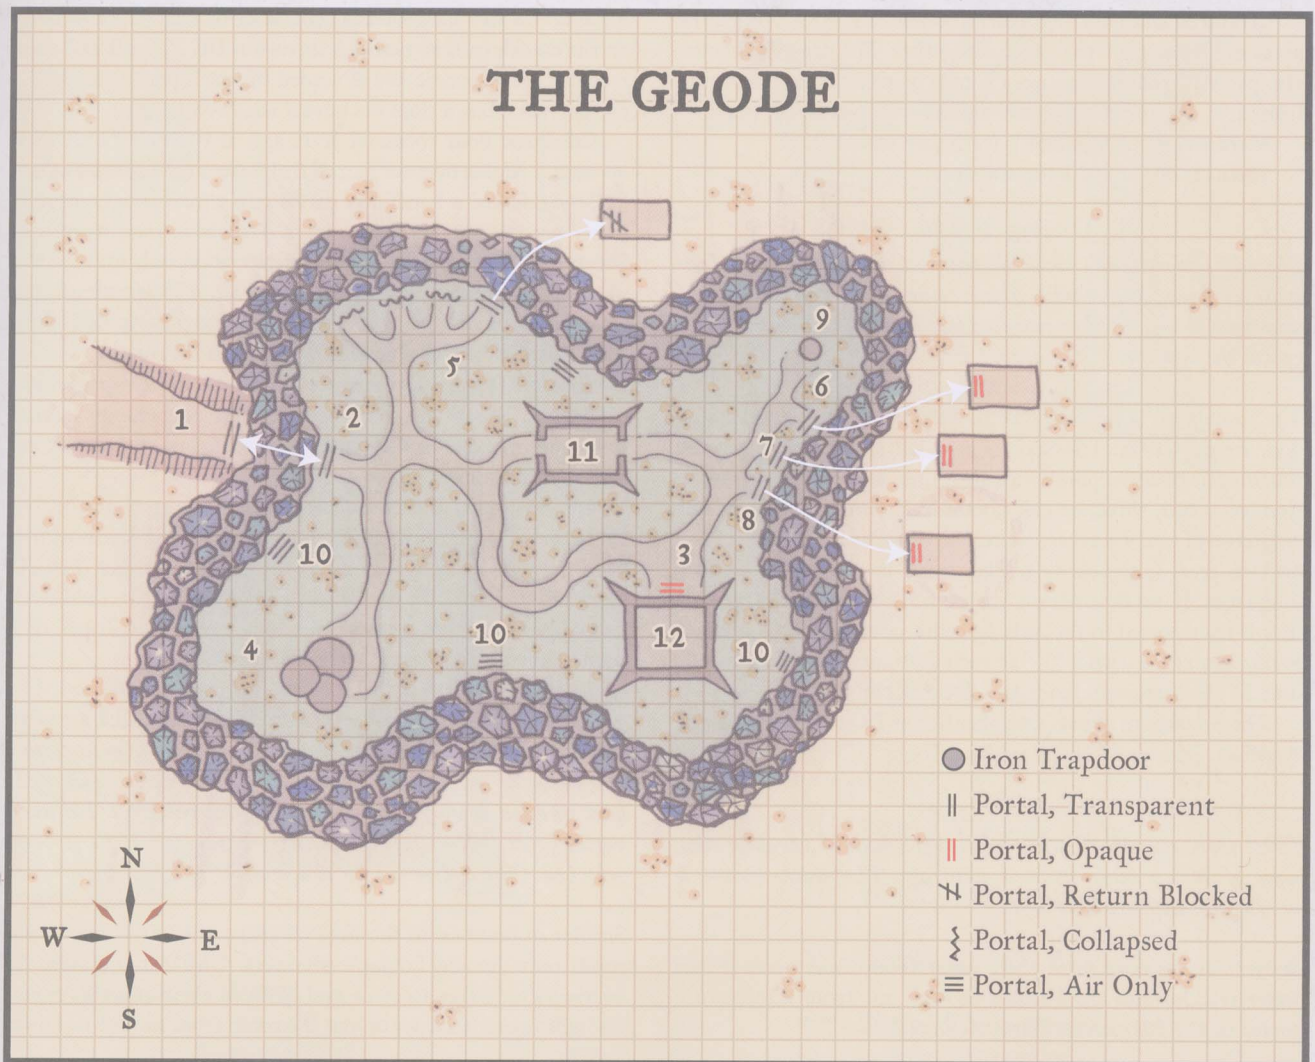 THE GEODE
9
1
2
5
6
11
7
8
10
3
4
10
12
10
Iron Trapdoor
Portal, Transparent
Portal, Opaque
Portal, Return Blocked
Portal, Collapsed
Portal, Air Only
N
W
E
S